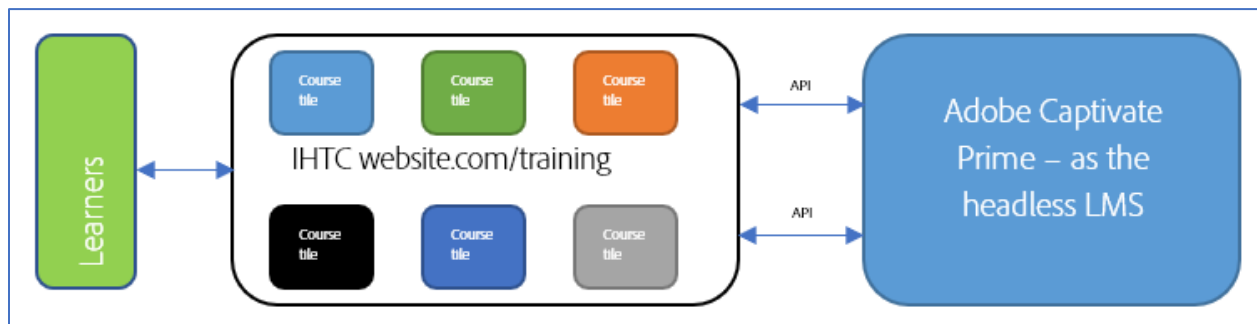 Learners
Course
tile
Course
tile
Course
tile
IHTC website.com/training
Course
tile
Course
tile
Course
tile
API
API
Adobe Captivate
Prime – as the
headless LMS